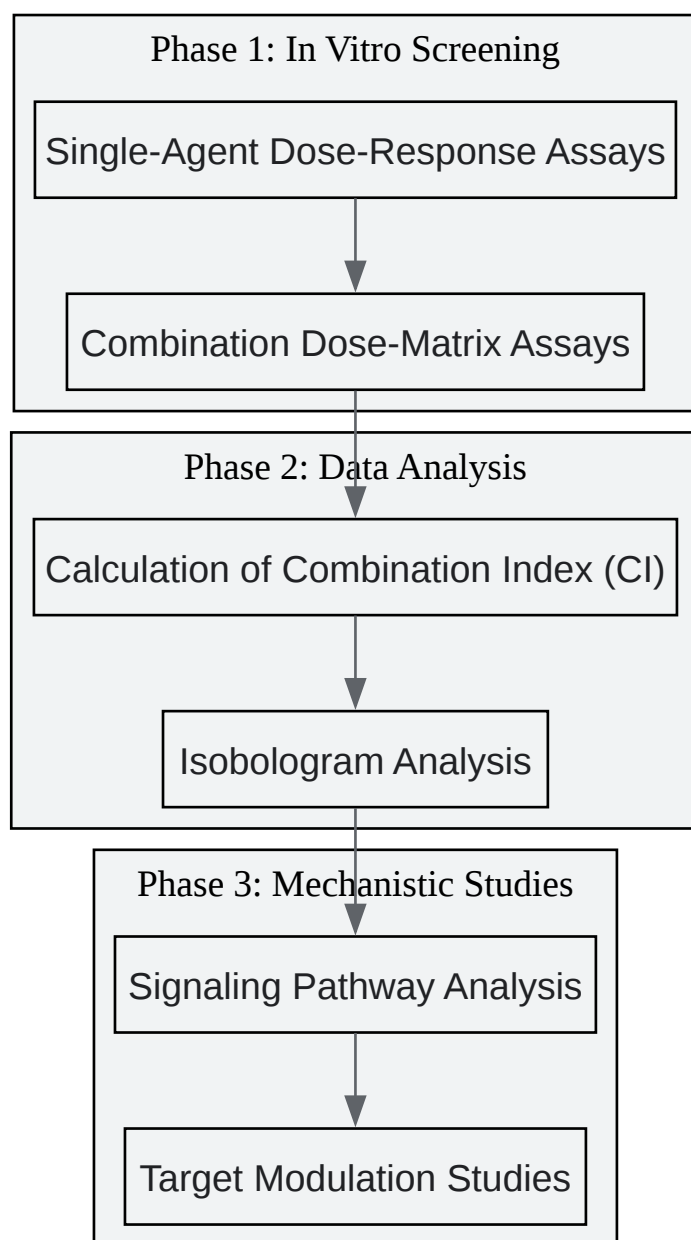 Phase 1: In Vitro Screening
Single-Agent Dose-Response Assays
Combination Dose-Matrix Assays
Phase 2: Data Analysis
Calculation of Combination Index (CI)
Isobologram Analysis
Phase 3: Mechanistic Studies
Signaling Pathway Analysis
Target Modulation Studies